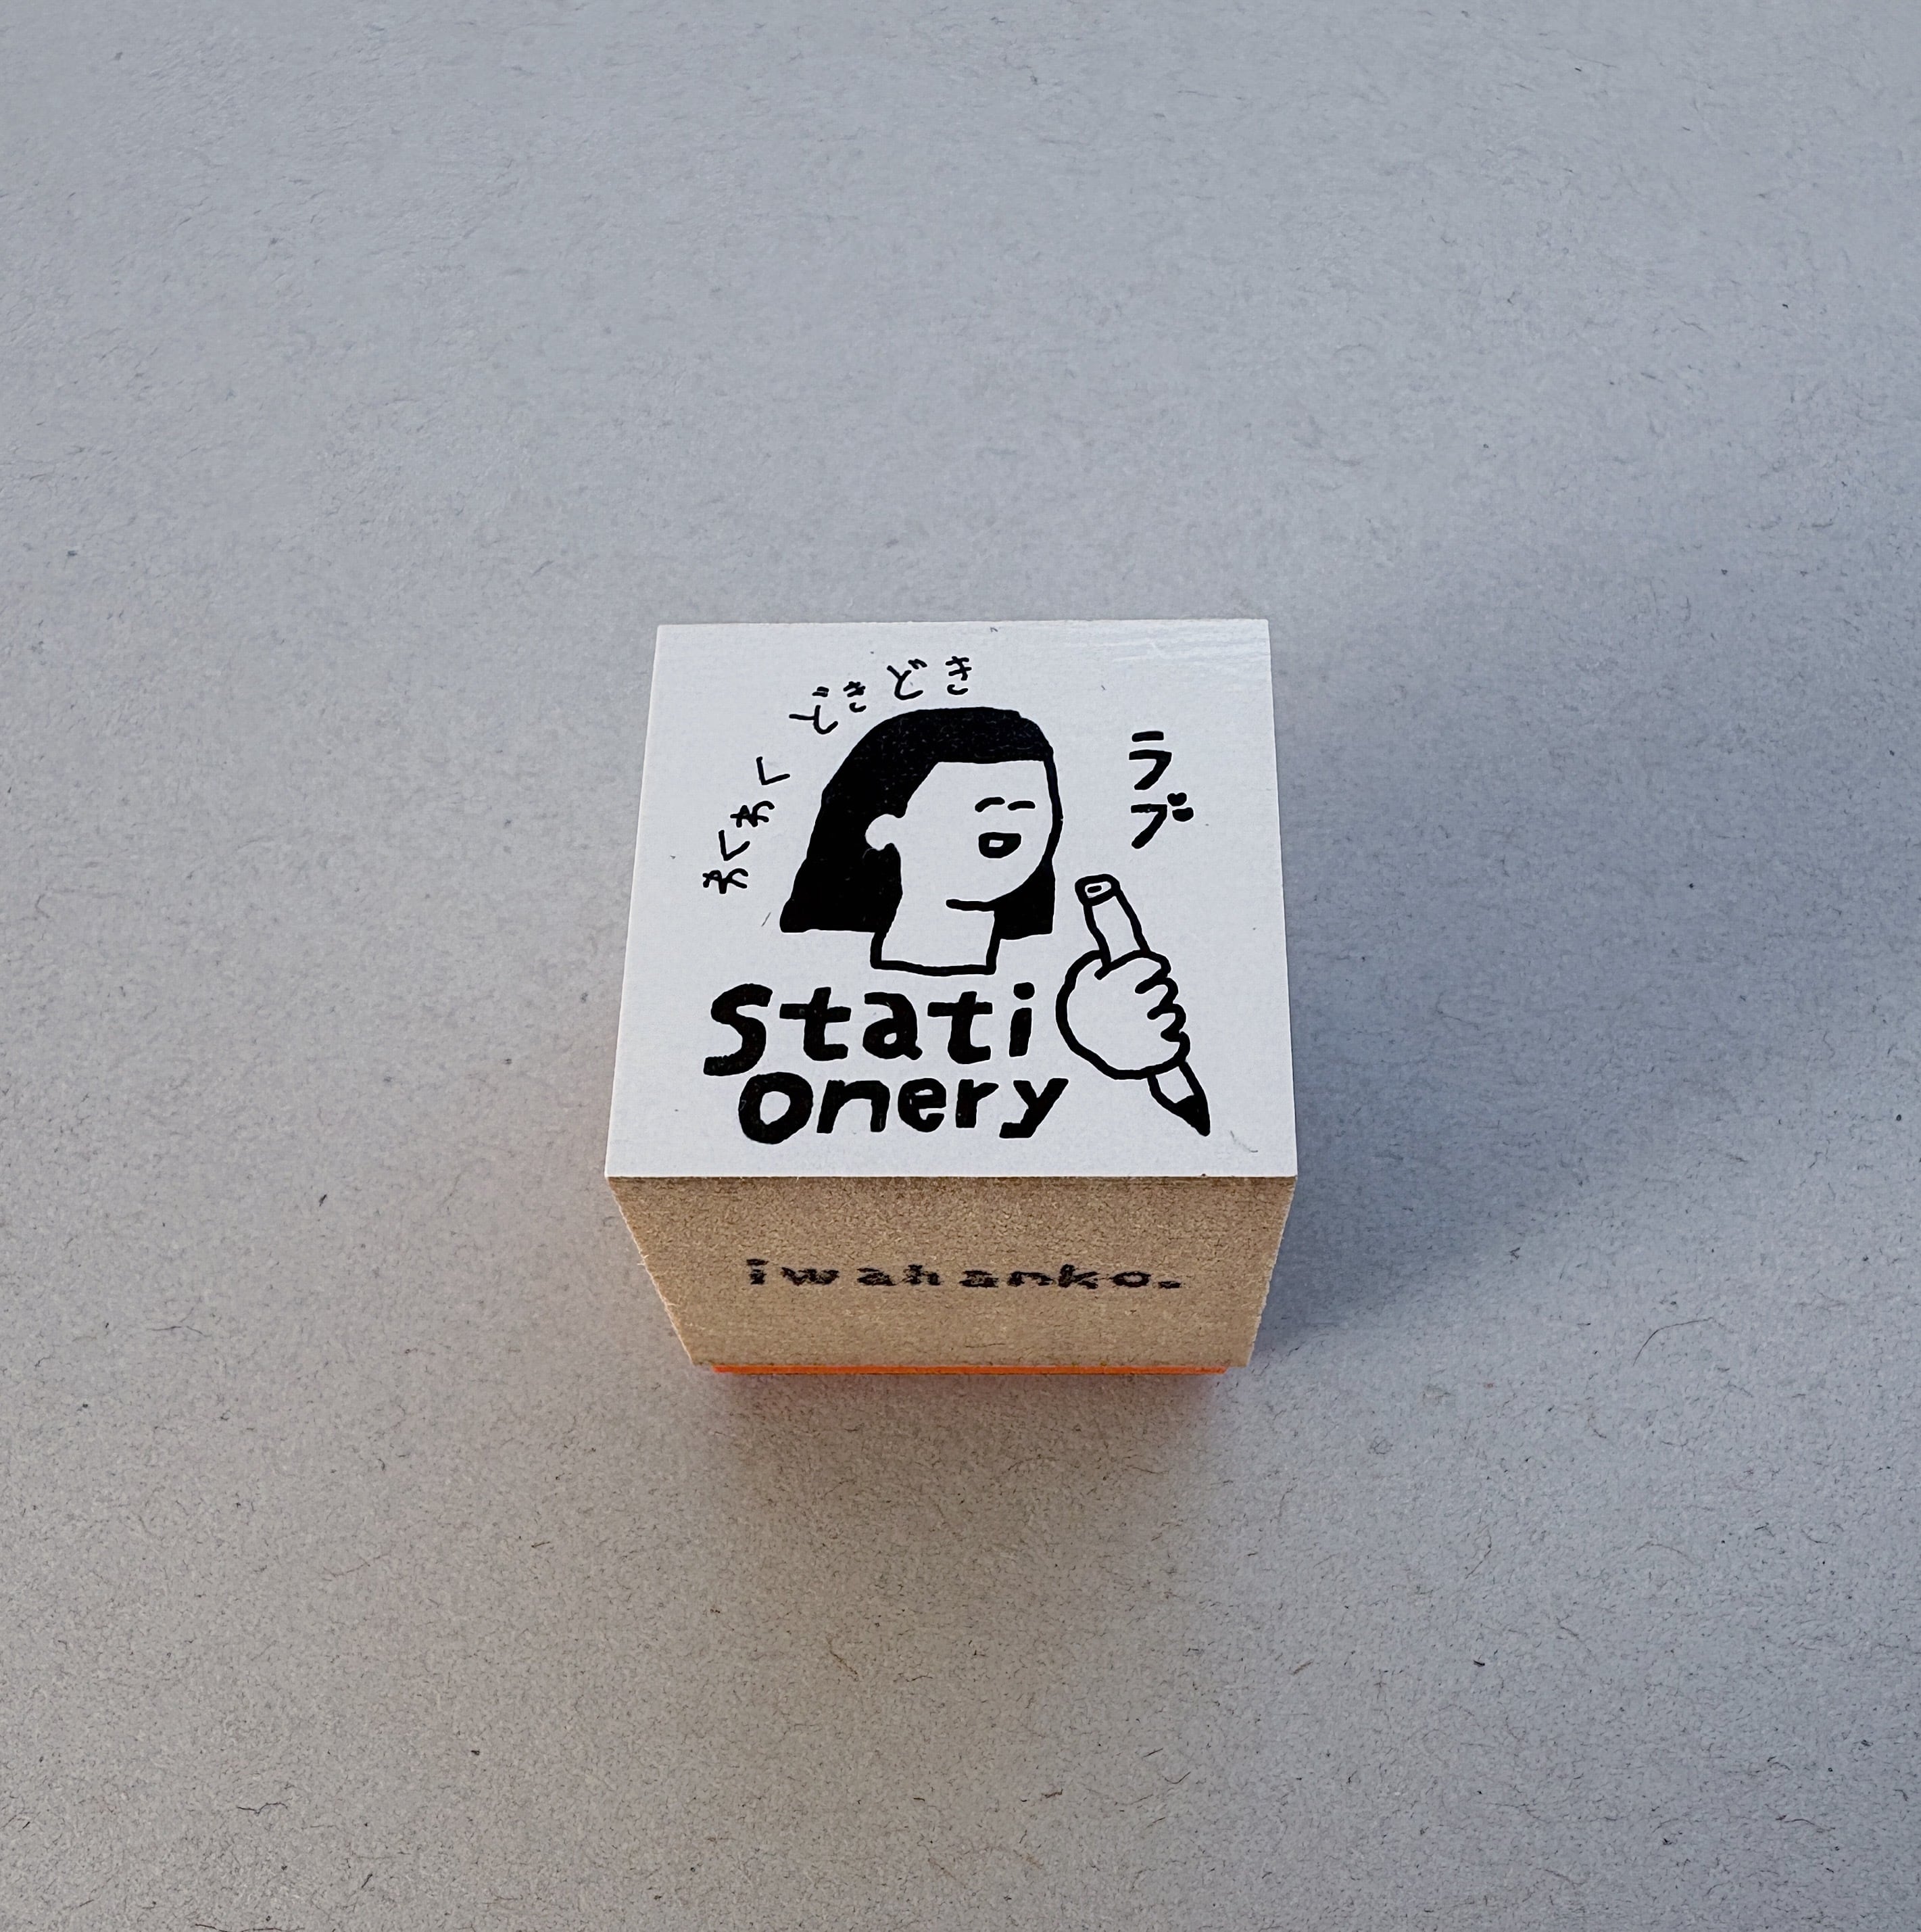 わくわく
どきどき
ラブ
Stati
onery
iwahanko.